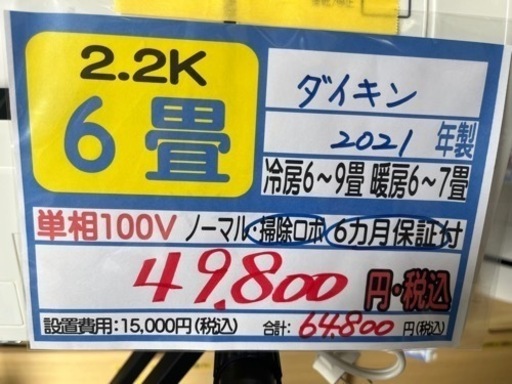 2.2K
6畳
ダイキン
2021 年製
冷房6～9畳 暖房6～7畳
単相100V ノーマル・掃除ロボ 6カ月保証付
49,800 円・税込
設置費用:15,000円(税込) 合計:64,800円(税込)